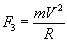 F₃ = mV²/R